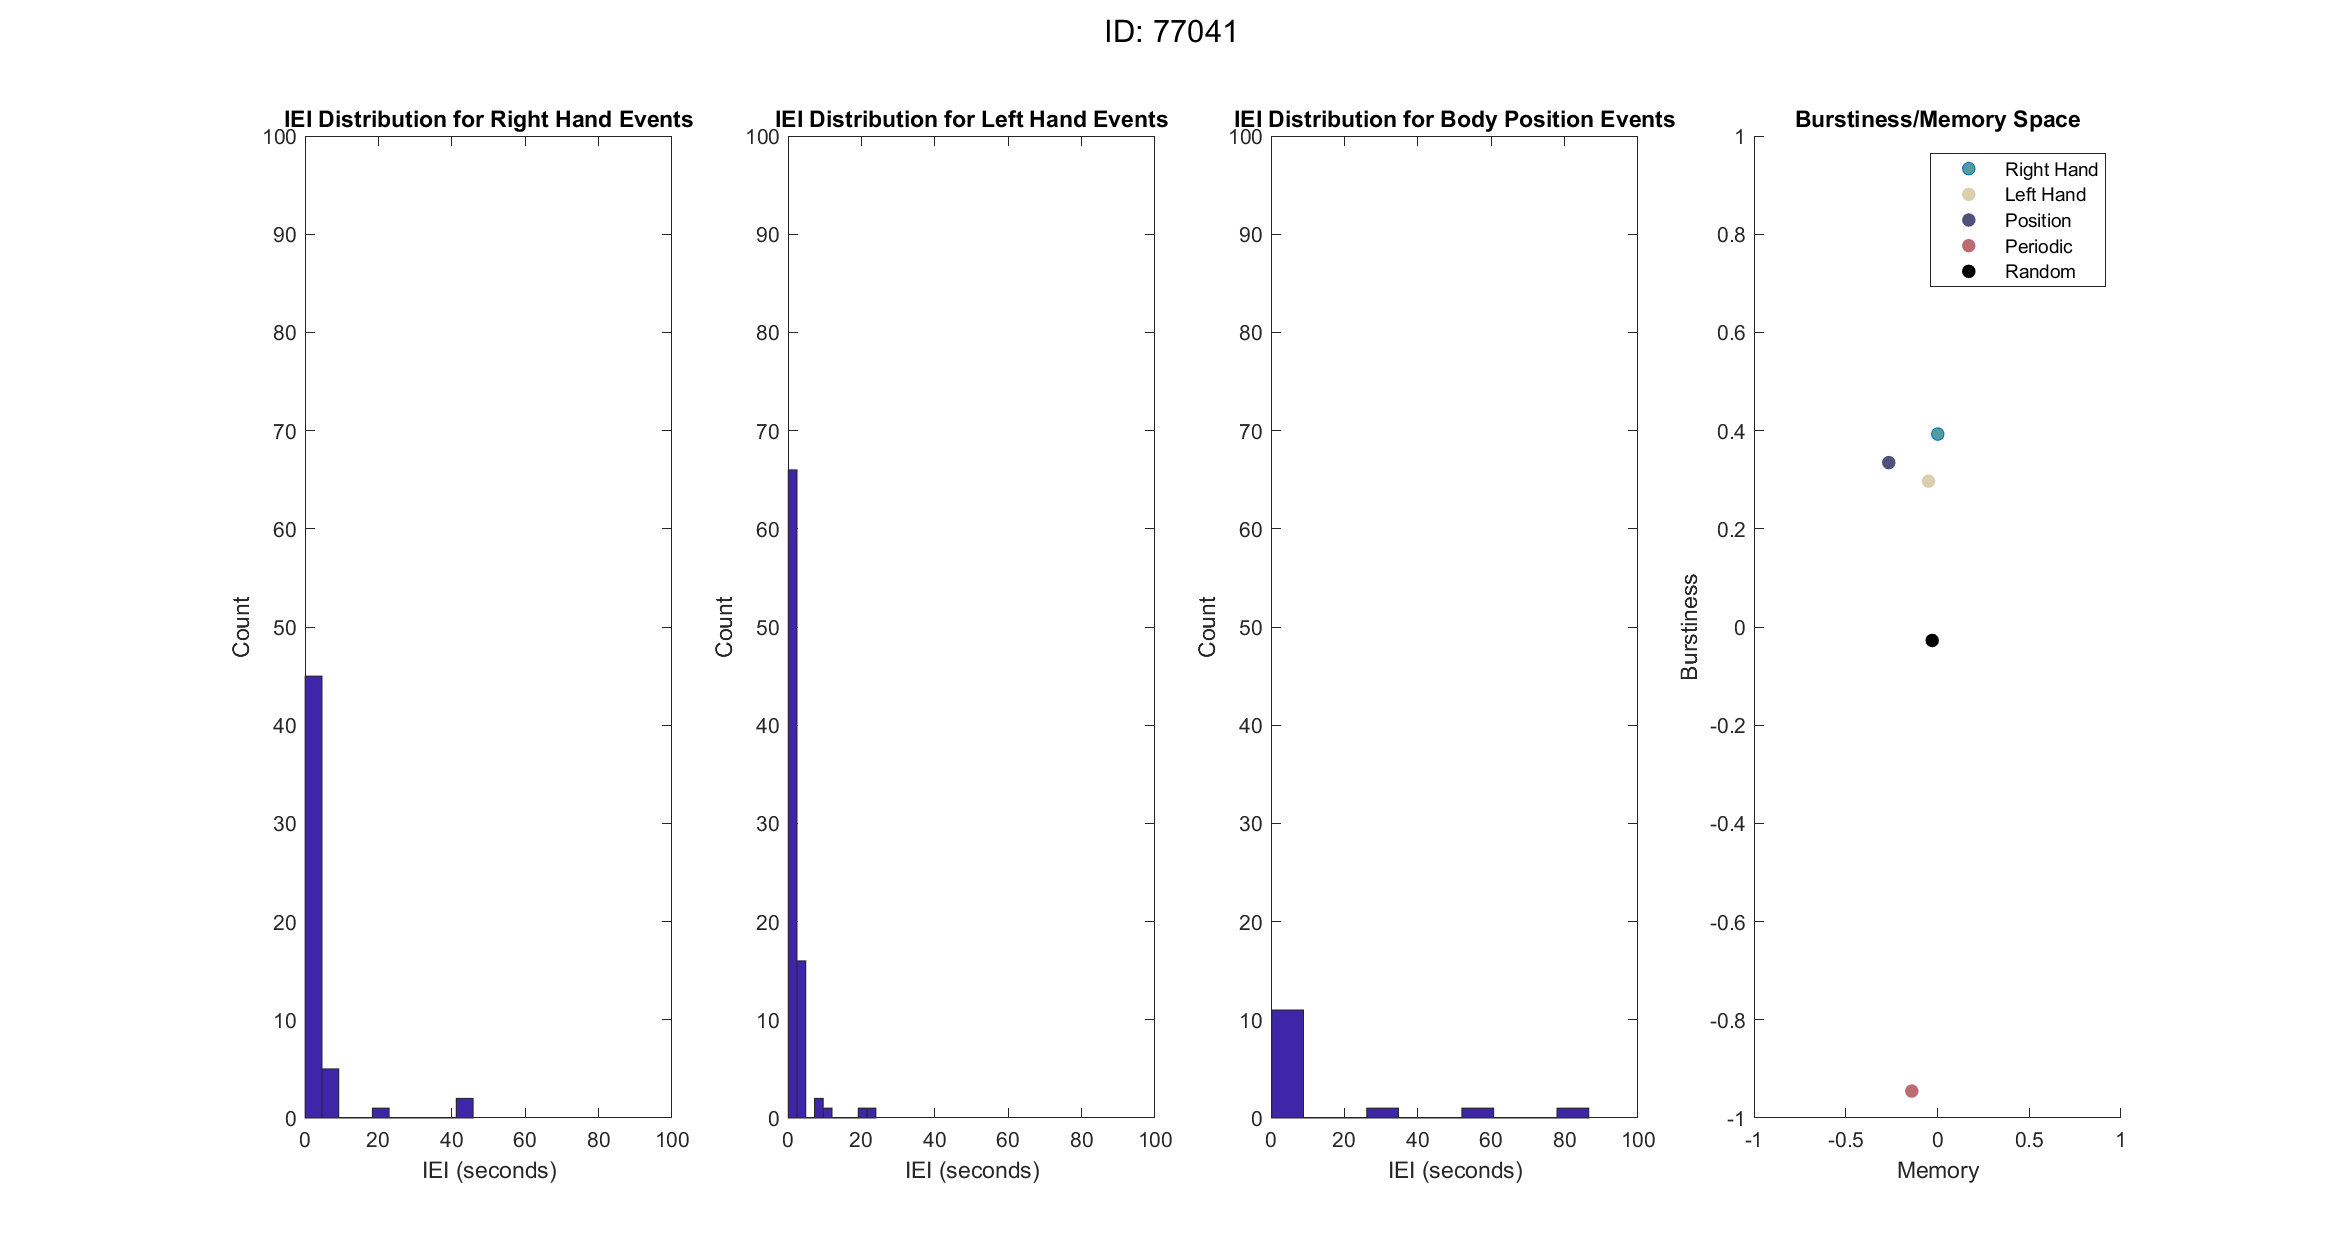 ID: 77041
IEI Distribution for Right Hand Events
100
90
80
70
60
50
40
30
20
10
0
Count
0 20 40 60 80 100
IEI (seconds)
IEI Distribution for Left Hand Events
100
90
80
70
60
50
40
30
20
10
0
Count
0 20 40 60 80 100
IEI (seconds)
IEI Distribution for Body Position Events
100
90
80
70
60
50
40
30
20
10
0
Count
0 20 40 60 80 100
IEI (seconds)
Burstiness/Memory Space
Right Hand
Left Hand
Position
Periodic
Random
1
0.8
0.6
0.4
0.2
0
-0.2
-0.4
-0.6
-0.8
-1
Burstiness
-1 -0.5 0 0.5 1
Memory